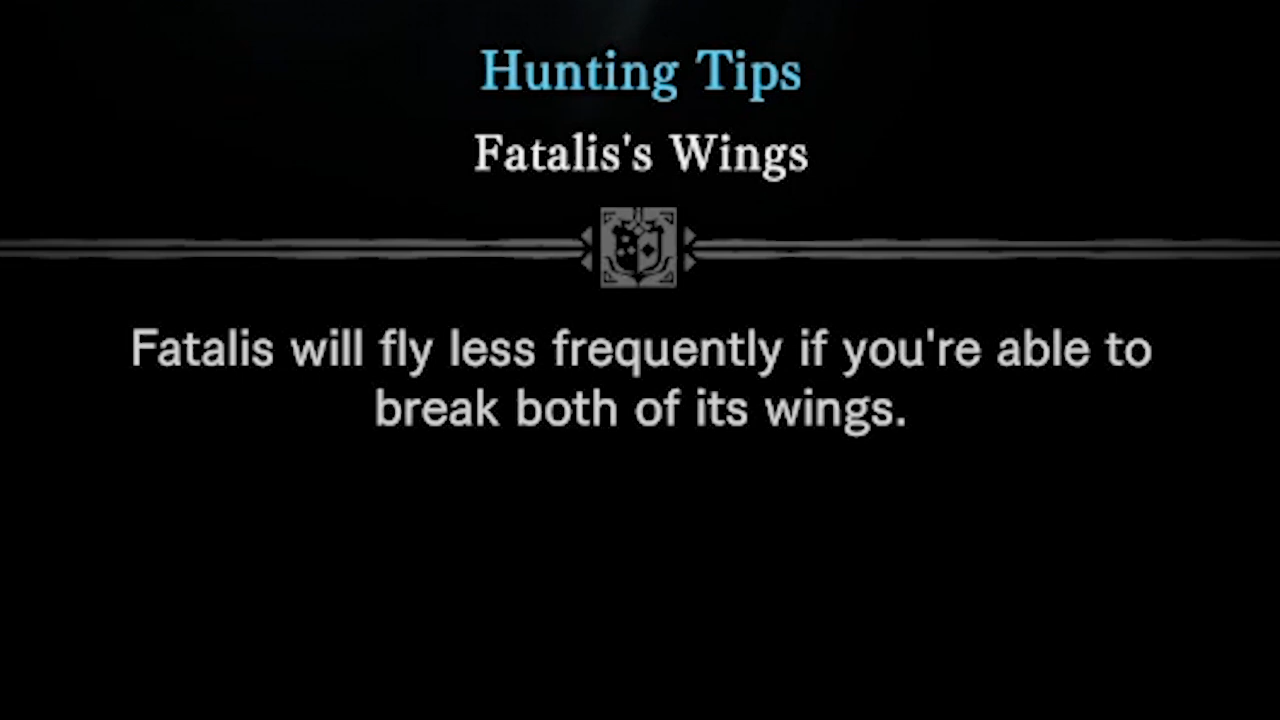 Hunting Tips
Fatalis's Wings
Fatalis will fly less frequently if you're able to
break both of its wings.